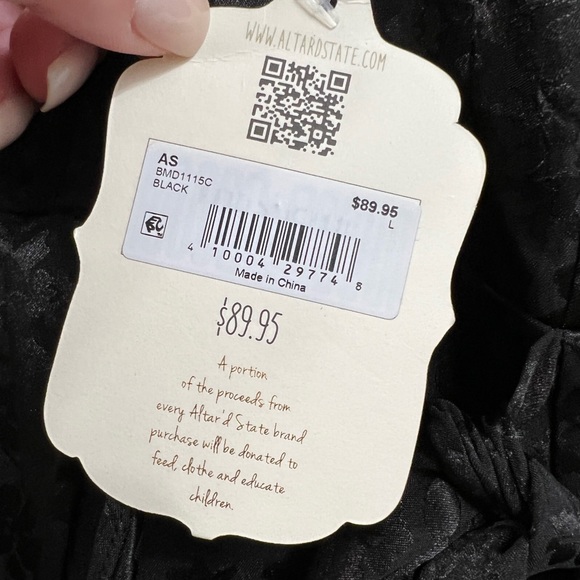 WWW.ALTARDSTATE.COM
AS
BMD1115C
BLACK
$89.95
L
4 10004 29774 8
Made in China
$89.95
A portion
of the proceeds from
every Altar'd State brand
purchase will be donated to
feed, clothe and educate
children.